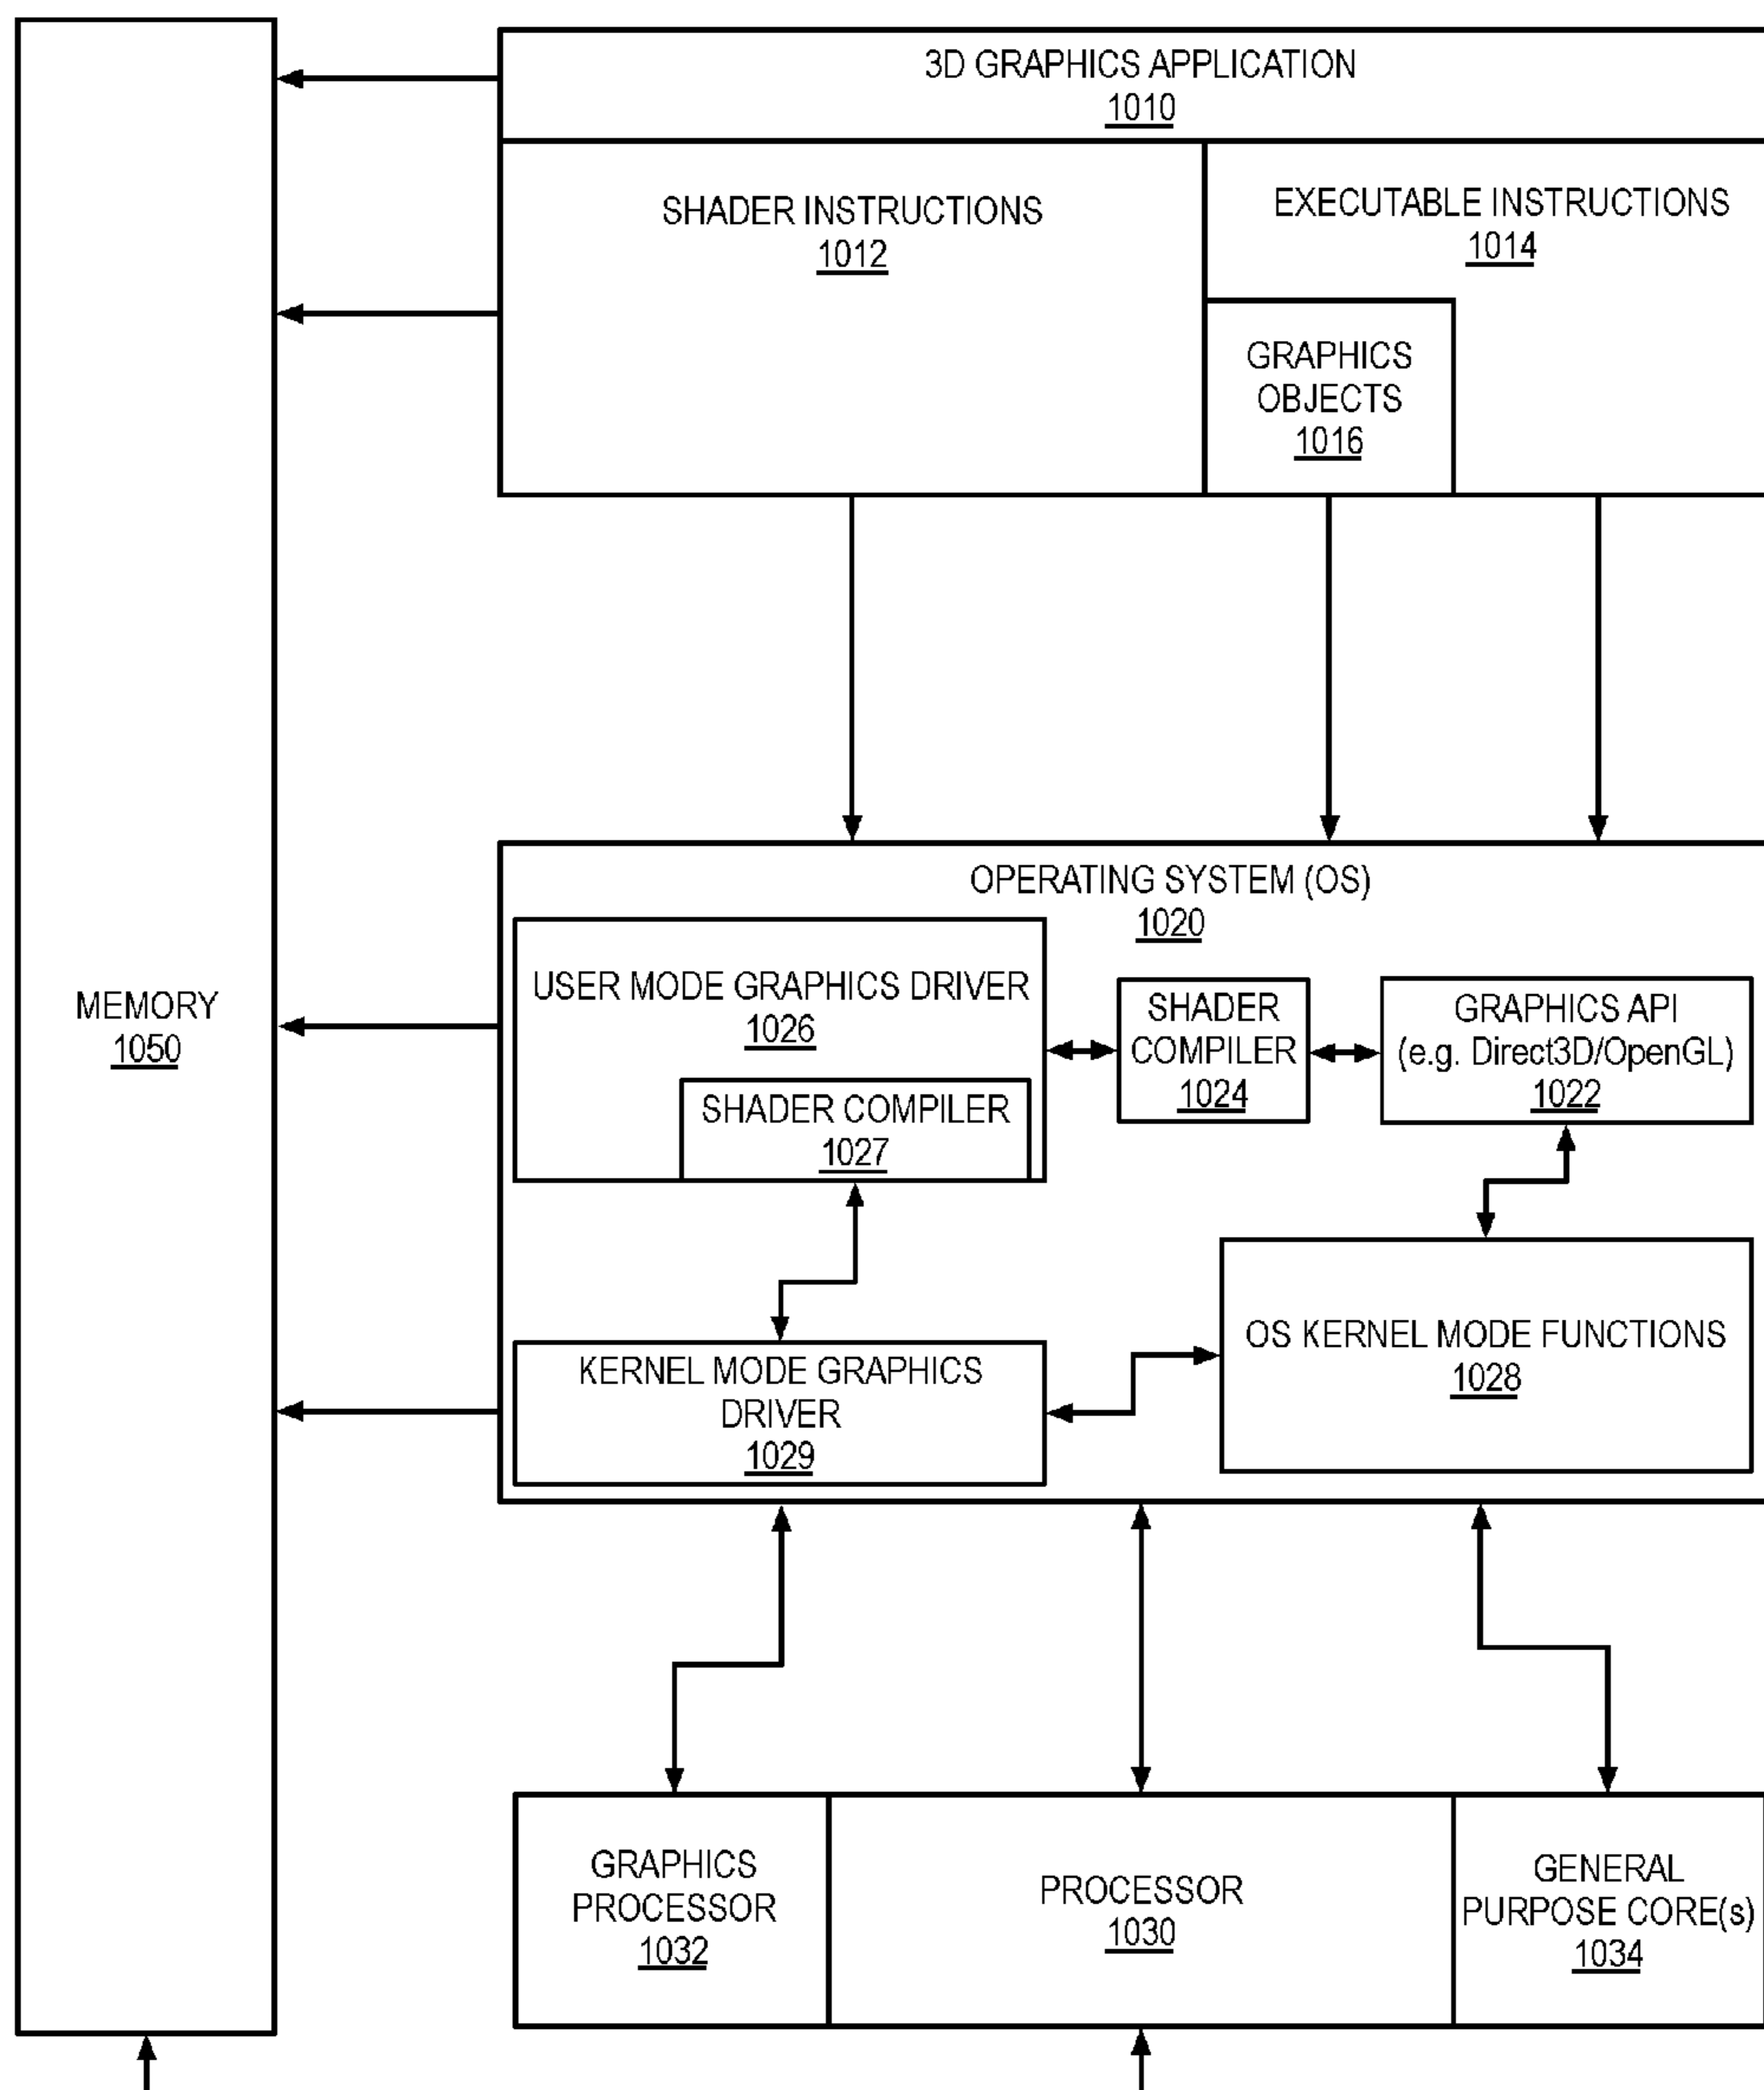 3D GRAPHICS APPLICATION
1010
SHADER INSTRUCTIONS
1012
EXECUTABLE INSTRUCTIONS
1014
GRAPHICS
OBJECTS
1016
MEMORY
1050
OPERATING SYSTEM (OS)
1020
USER MODE GRAPHICS DRIVER
1026
SHADER COMPILER
1027
SHADER
COMPILER
1024
GRAPHICS API
(e.g. Direct3D/OpenGL)
1022
OS KERNEL MODE FUNCTIONS
1028
KERNEL MODE GRAPHICS
DRIVER
1029
GRAPHICS
PROCESSOR
1032
PROCESSOR
1030
GENERAL
PURPOSE CORE(s)
1034